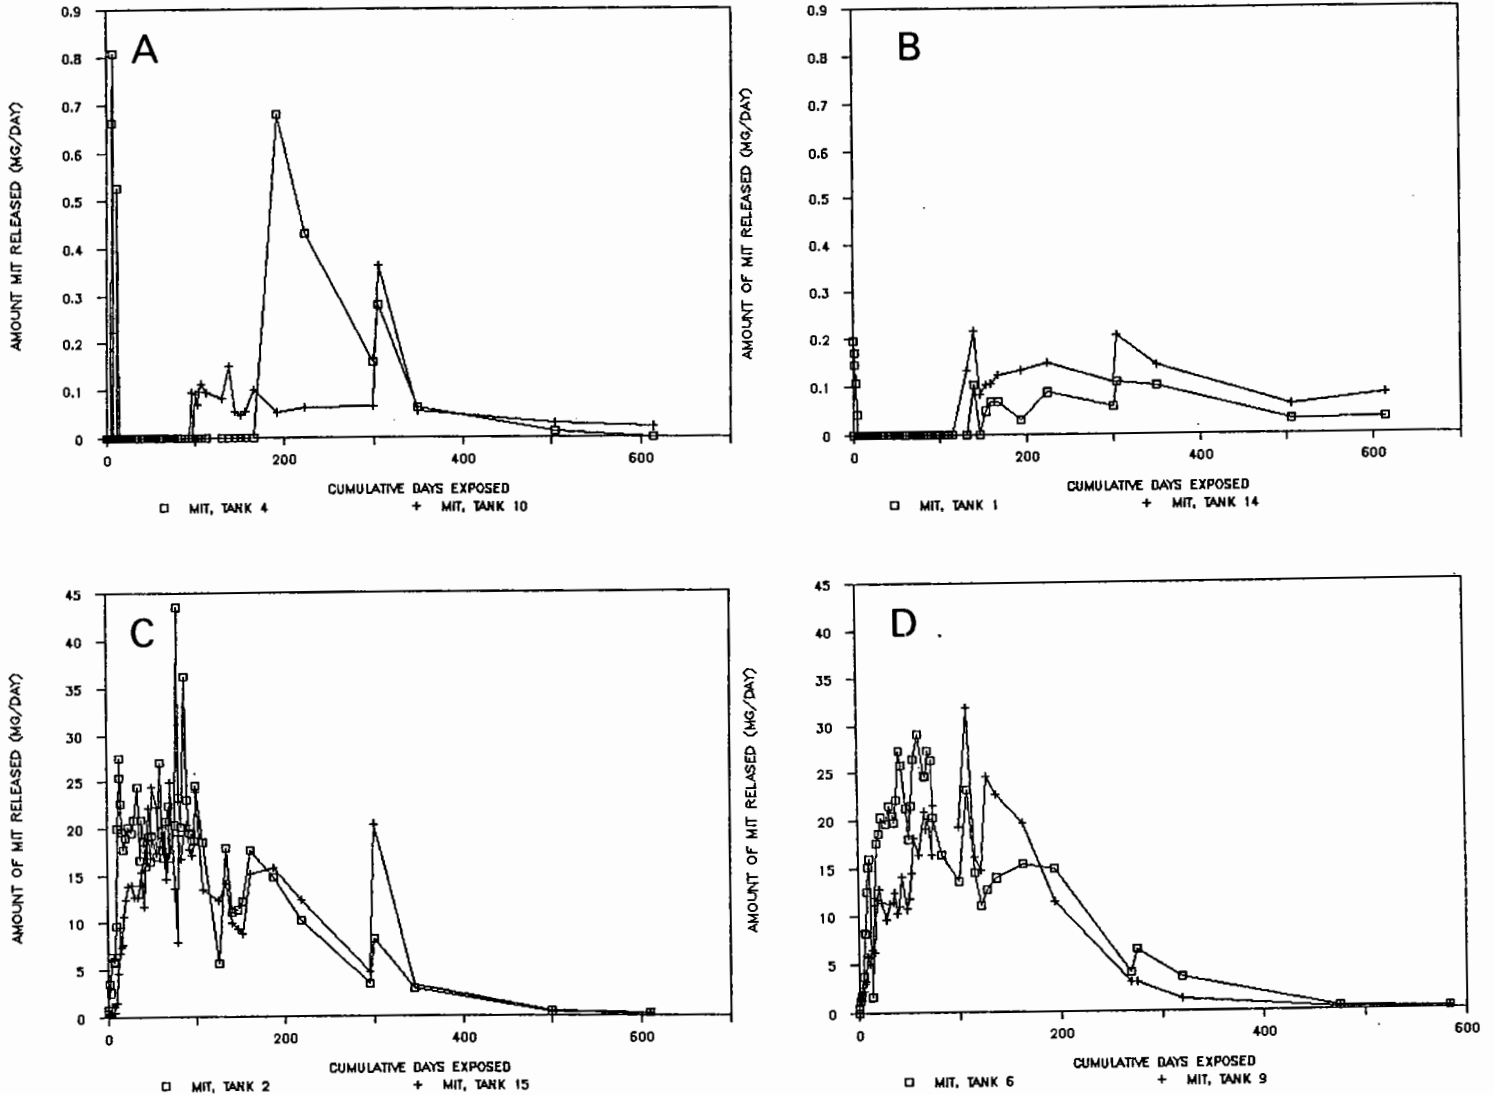 A
0.9
0.8
0.7
0.6
0.5
0.4
0.3
0.2
0.1
0
AMOUNT MIT RELEASED (MG/DAY)
0 200 400 600
CUMULATIVE DAYS EXPOSED
MIT, TANK 4 + MIT, TANK 10
B
0.9
0.8
0.7
0.6
0.5
0.4
0.3
0.2
0.1
0
AMOUNT OF MIT RELEASED (MG/DAY)
0 200 400 600
CUMULATIVE DAYS EXPOSED
MIT, TANK 1 + MIT, TANK 14
C
45
40
35
30
25
20
15
10
5
0
AMOUNT OF MIT RELEASED (MG/DAY)
0 200 400 600
CUMULATIVE DAYS EXPOSED
MIT, TANK 2 + MIT, TANK 15
D
45
40
35
30
25
20
15
10
5
0
AMOUNT OF MIT RELASED (MG/DAY)
0 200 400 600
CUMULATIVE DAYS EXPOSED
MIT, TANK 6 + MIT, TANK 9